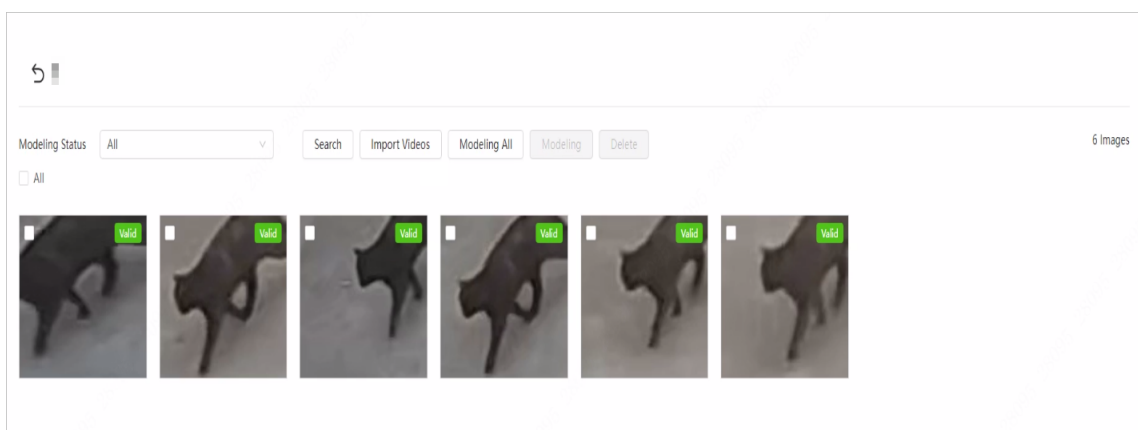 Modeling Status All Search Import Videos Modeling All Modeling Delete 6 Images
All
Valid Valid Valid Valid Valid Valid